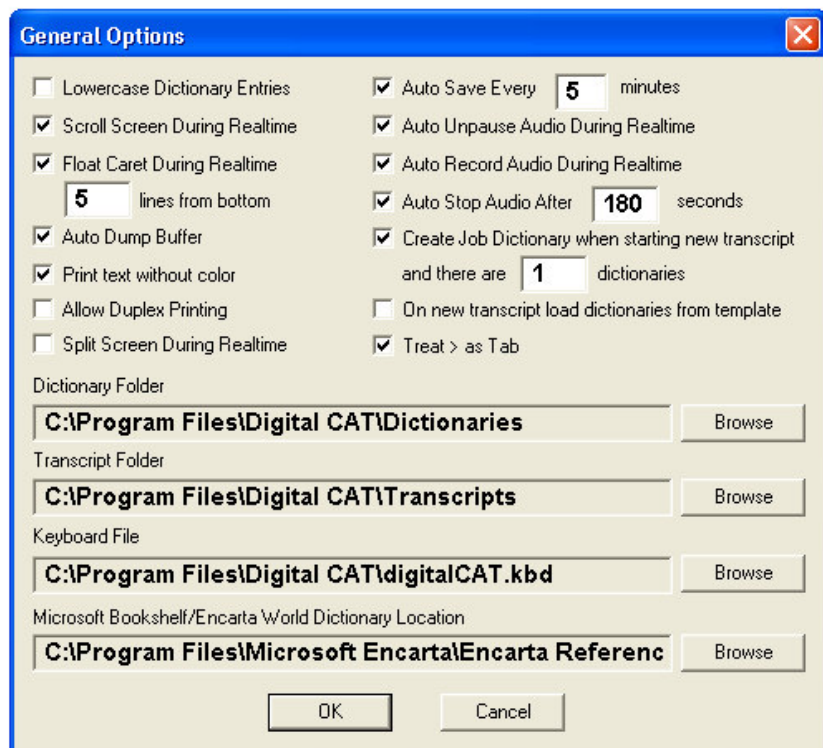 General Options
Lowercase Dictionary Entries
Scroll Screen During Realtime
Float Caret During Realtime
5 lines from bottom
Auto Dump Buffer
Print text without color
Allow Duplex Printing
Split Screen During Realtime
Auto Save Every 5 minutes
Auto Unpause Audio During Realtime
Auto Record Audio During Realtime
Auto Stop Audio After 180 seconds
Create Job Dictionary when starting new transcript
and there are 1 dictionaries
On new transcript load dictionaries from template
Treat > as Tab
Dictionary Folder
C:\Program Files\Digital CAT\Dictionaries Browse
Transcript Folder
C:\Program Files\Digital CAT\Transcripts Browse
Keyboard File
C:\Program Files\Digital CAT\digitalCAT.kbd Browse
Microsoft Bookshelf/Encarta World Dictionary Location
C:\Program Files\Microsoft Encarta\Encarta Referenc Browse
OK Cancel